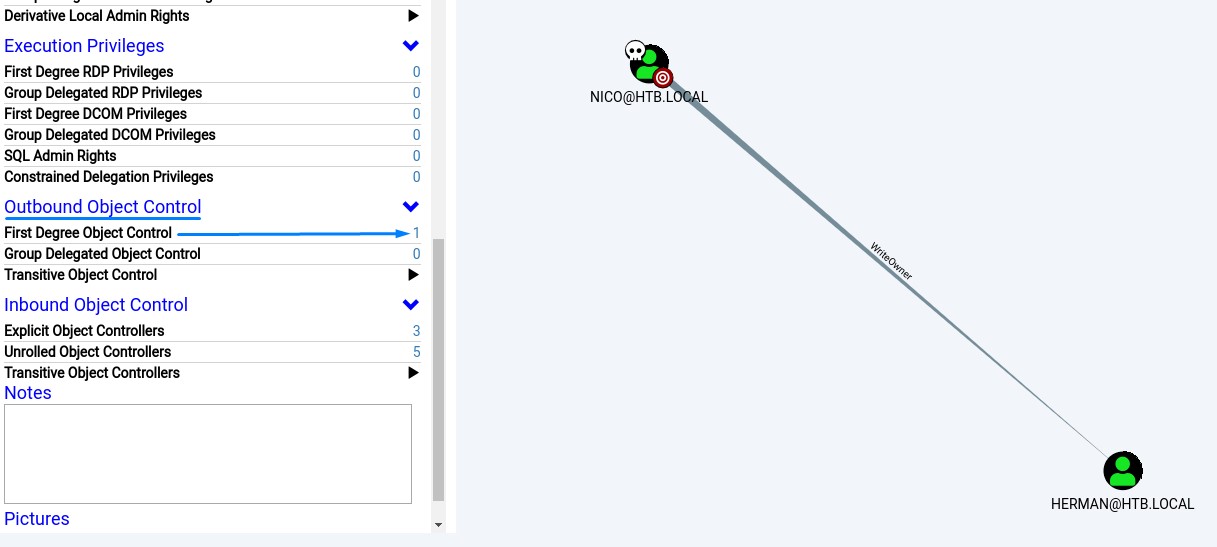 Derivative Local Admin Rights
Execution Privileges
First Degree RDP Privileges 0
Group Delegated RDP Privileges 0
First Degree DCOM Privileges 0
Group Delegated DCOM Privileges 0
SQL Admin Rights 0
Constrained Delegation Privileges 0
Outbound Object Control
First Degree Object Control 1
Group Delegated Object Control 0
Transitive Object Control
Inbound Object Control
Explicit Object Controllers 3
Unrolled Object Controllers 5
Transitive Object Controllers
Notes
Pictures
NICO@HTB.LOCAL
WriteOwner
HERMAN@HTB.LOCAL